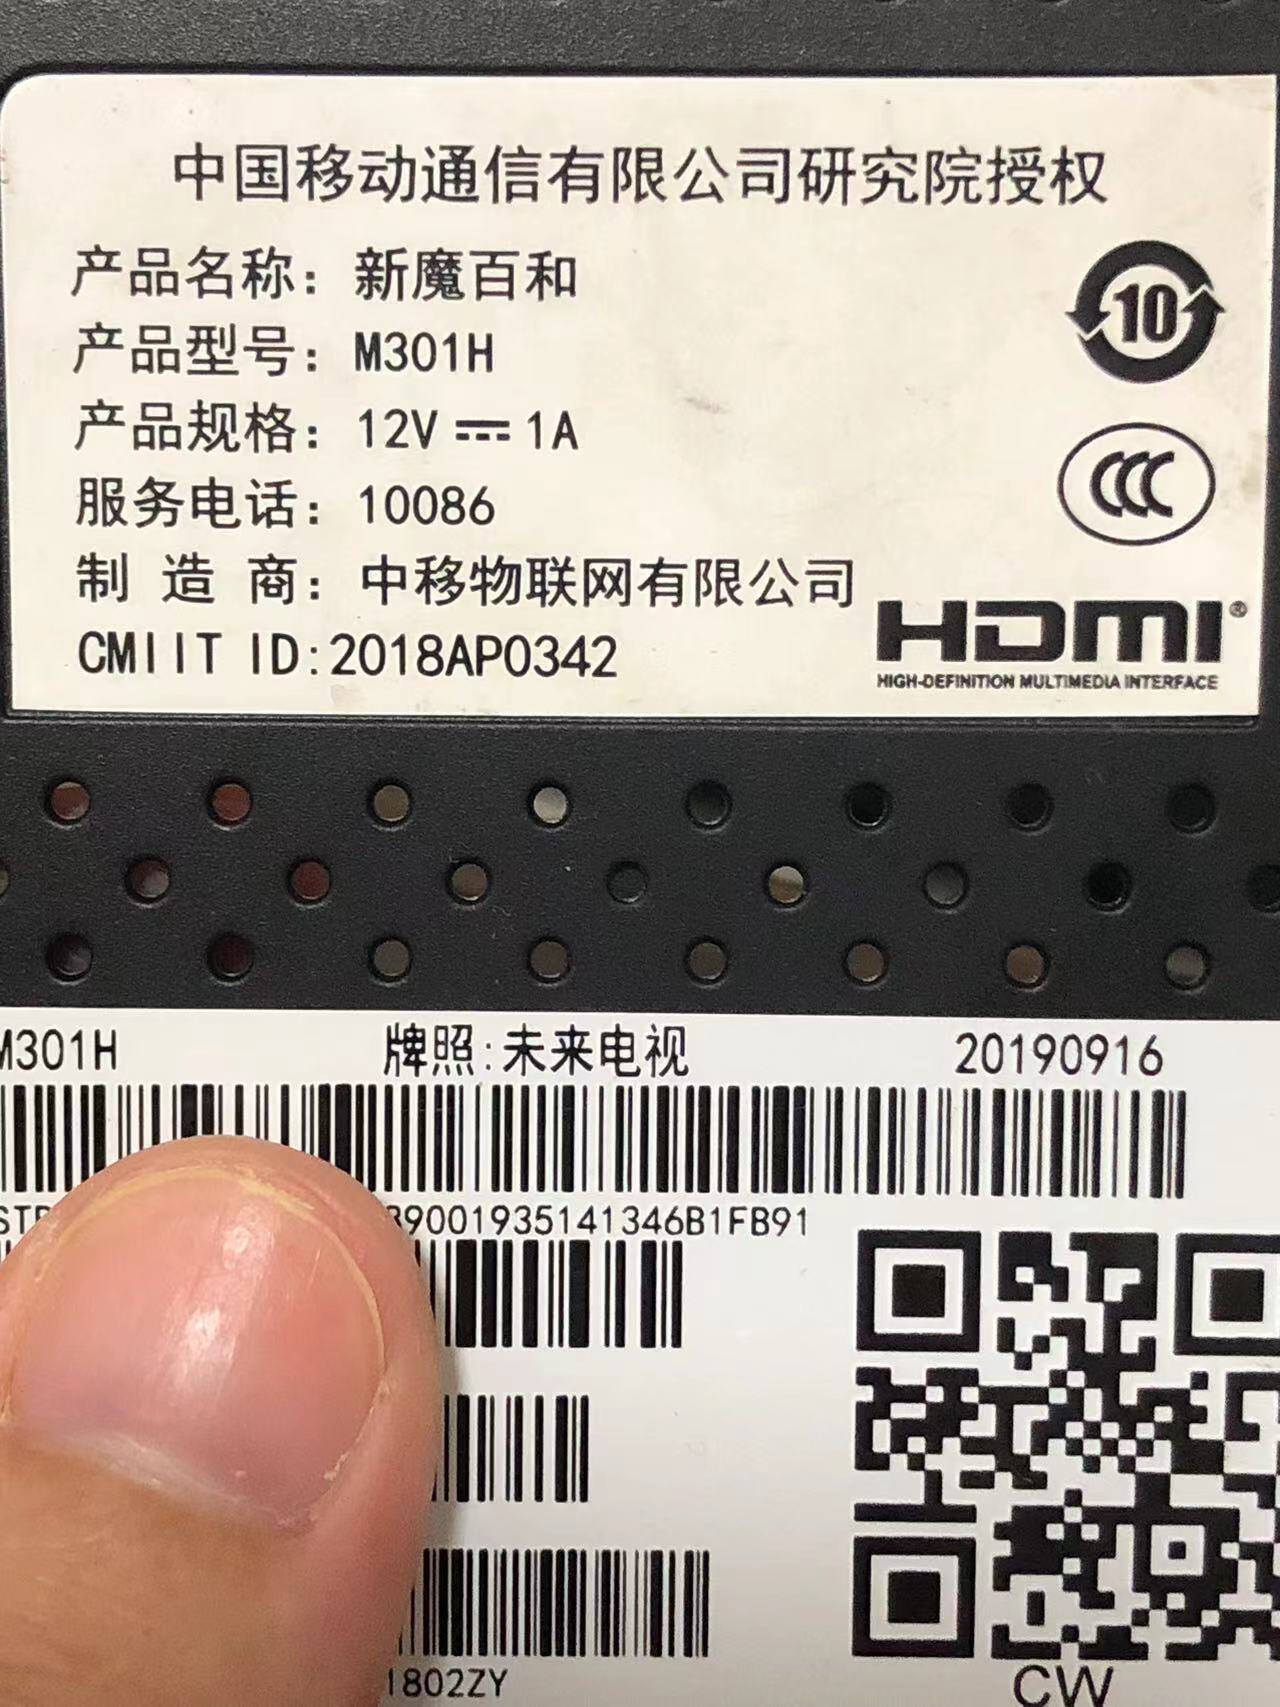 中国移动通信有限公司研究院授权
产品名称：新魔百和
产品型号：M301H
产品规格：12V ⎓ 1A
服务电话：10086
制 造 商：中移物联网有限公司
CMIIT ID:2018AP0342
10
CCC
HDMI®
HIGH-DEFINITION MULTIMEDIA INTERFACE
M301H 牌照:未来电视 20190916
9001935141346B1FB91
1802ZY
CW